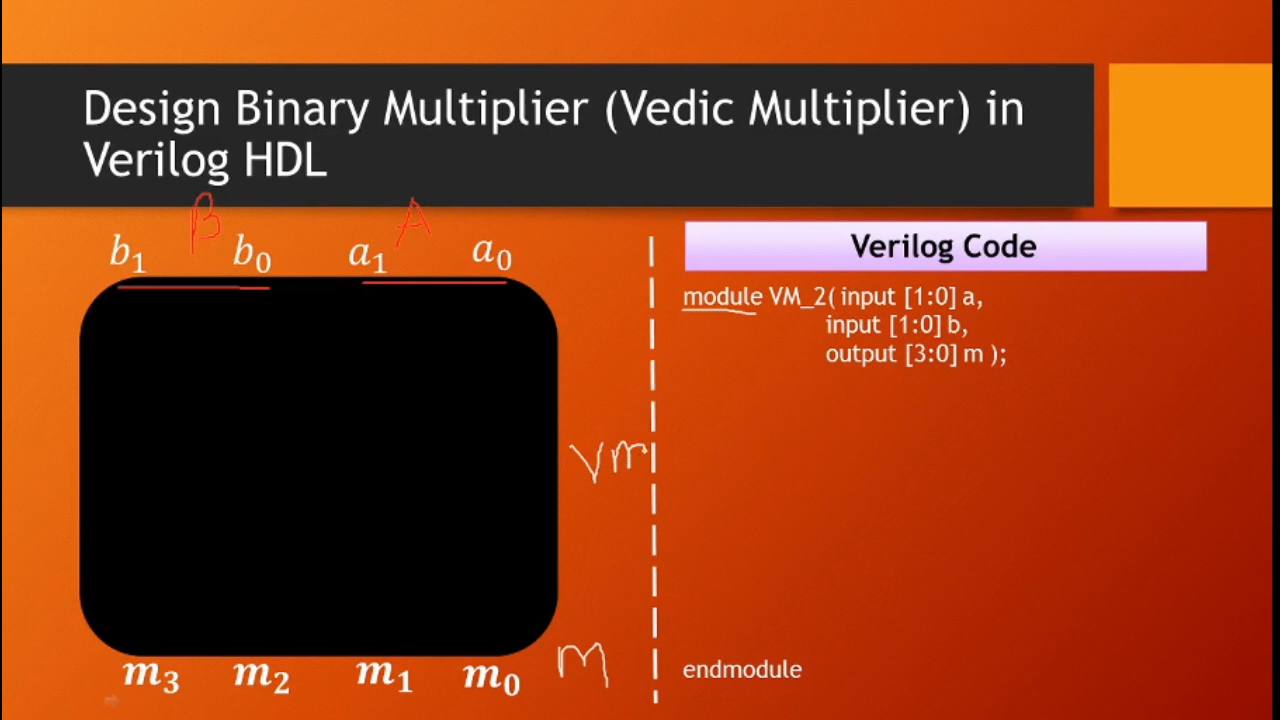 Design Binary Multiplier (Vedic Multiplier) in
Verilog HDL
B A
b₁ b₀ a₁ a₀
Verilog Code
module VM_2( input [1:0] a,
input [1:0] b,
output [3:0] m );
Vm
M
m₃ m₂ m₁ m₀
endmodule